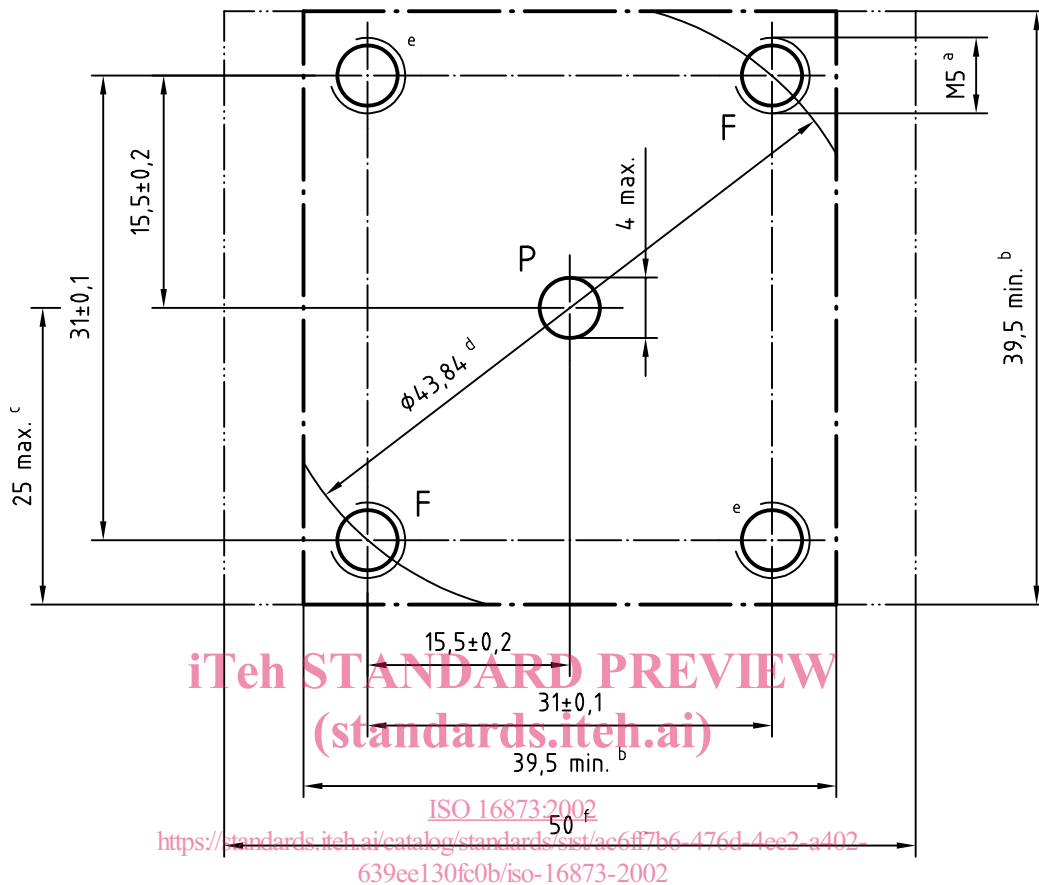 e
M5 a
F
15,5±0,2
4 max.
P
31±0,1
39,5 min. b
ϕ43,84 d
25 max. c
F
e
15,5±0,2
iTeh STANDARD PREVIEW
31±0,1
(standards.iteh.ai)
39,5 min. b
ISO 16873:2002
50 f
https://standards.iteh.ai/catalog/standards/sist/ac6ff7b6-476d-4ee2-a402-
639ee130fc0b/iso-16873-2002